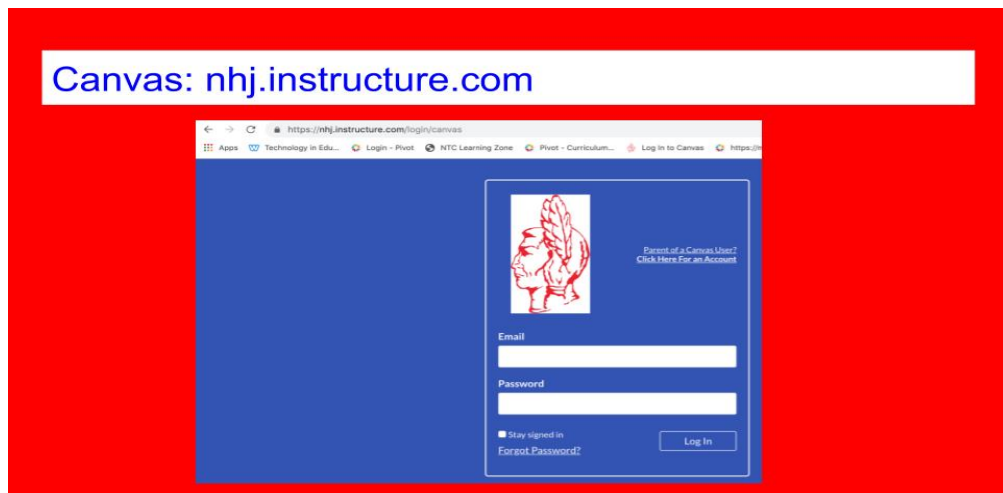 Canvas: nhj.instructure.com
https://nhj.instructure.com/login/canvas
Apps Technology in Edu... Login - Pivot NTC Learning Zone Pivot - Curriculum... Log in to Canvas
Parent of a Canvas User?
Click Here For an Account
Email
Password
Stay signed in
Log In
Forgot Password?